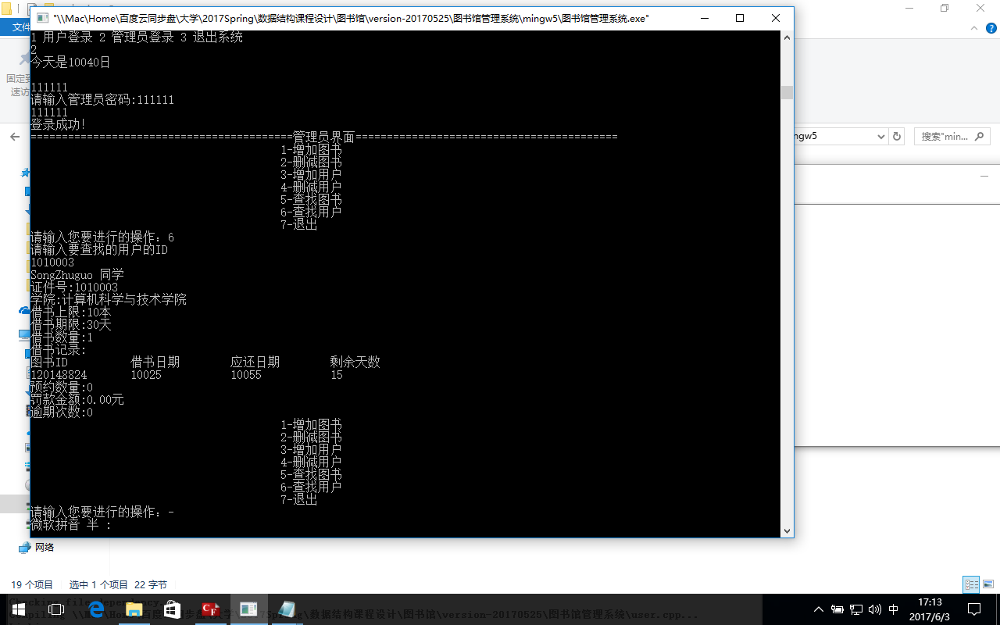 "\\Mac\Home\百度云同步盘\大学\2017Spring\数据结构课程设计\图书馆\version-20170525\图书馆管理系统\mingw5\图书馆管理系统.exe"
文件
1 用户登录 2 管理员登录 3 退出系统
2
今天是10040日
111111
请输入管理员密码:111111
111111
登录成功!
==========================================管理员界面==========================================
1-增加图书
2-删减图书
3-增加用户
4-删减用户
5-查找图书
6-查找用户
7-退出
请输入您要进行的操作：6
请输入要查找的用户的ID
1010003
SongZhuguo 同学
证件号:1010003
学院:计算机科学与技术学院
借书上限:10本
借书期限:30天
借书数量:1
借书记录:
图书ID 借书日期 应还日期 剩余天数
120148824 10025 10055 15
预约数量:0
罚款金额:0.00元
逾期次数:0
1-增加图书
2-删减图书
3-增加用户
4-删减用户
5-查找图书
6-查找用户
7-退出
请输入您要进行的操作：-
微软拼音 半 :
固定到
速访
ngw5
搜索"min...
网络
19 个项目 选中 1 个项目 22 字节
Checking file dependency...
Compiling \\Mac\Home\百度云同步盘\大学\2017Spring\数据结构课程设计\图书馆\version-20170525\图书馆管理系统\user.cpp...
中
17:13
2017/6/3